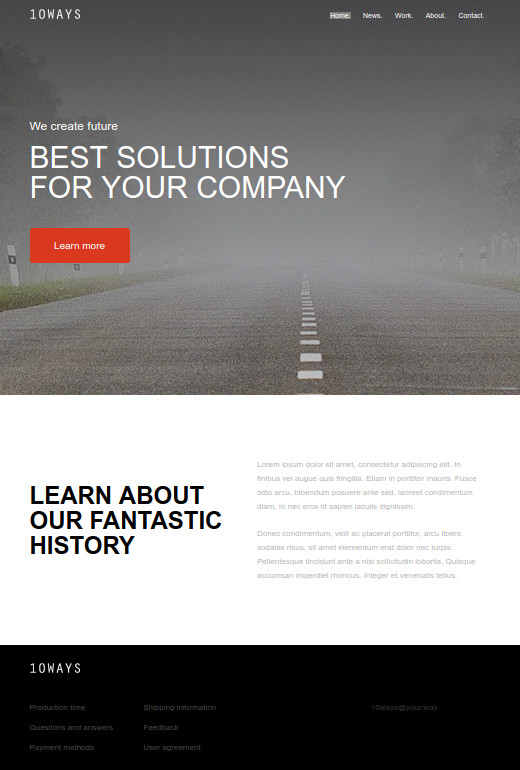 10WAYS
Home. News. Work. About. Contact.
We create future
BEST SOLUTIONS
FOR YOUR COMPANY
Learn more
LEARN ABOUT
OUR FANTASTIC
HISTORY
Lorem ipsum dolor sit amet, consectetur adipiscing elit. In
finibus vel augue quis fringilla. Etiam in porttitor mauris. Fusce
odio arcu, bibendum posuere ante sed, laoreet condimentum
diam. In nec eros id sapien iaculis dignissim.
Donec condimentum, velit ac placerat porttitor, arcu libero
sodales risus, sit amet elementum erat dolor nec turpis.
Pellentesque tincidunt ante a nisi sollicitudin lobortis. Quisque
accumsan imperdiet rhoncus. Integer et venenatis tellus.
10WAYS
Production time
Questions and answers
Payment methods
Shipping information
Feedback
User agreement
10ways@your.way